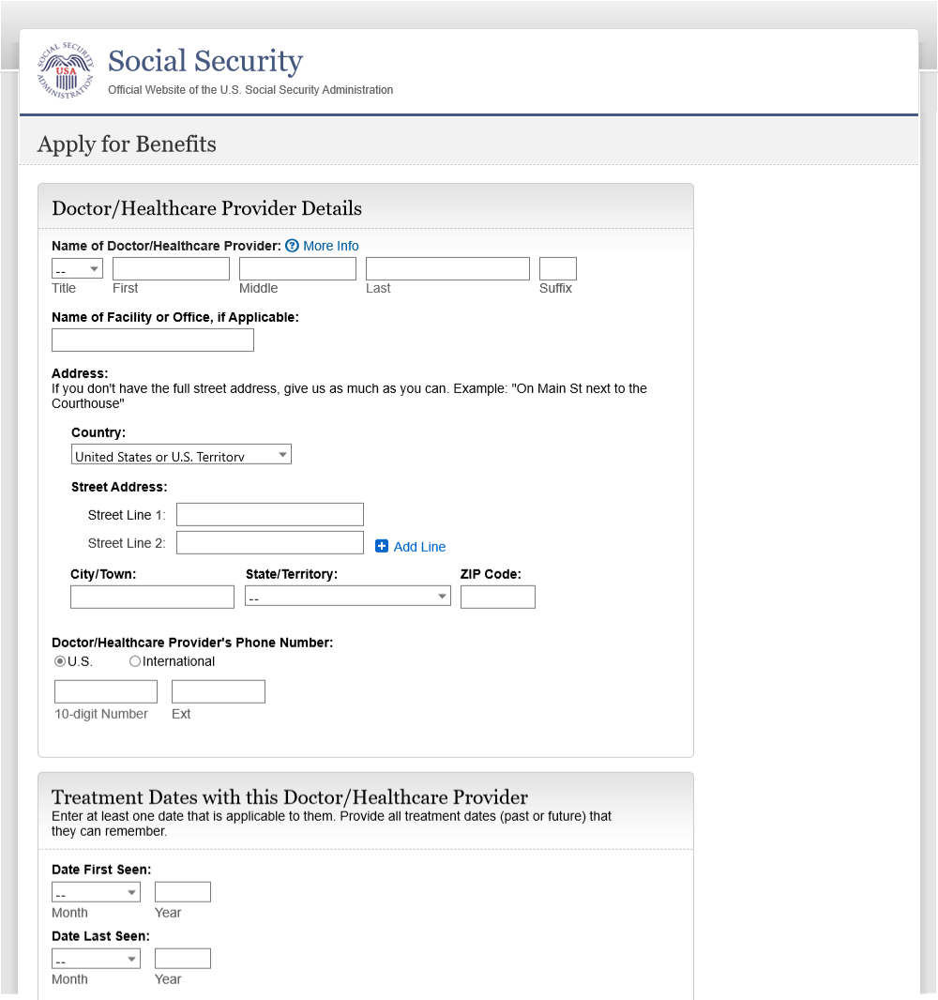 SOCIAL SECURITY
USA
ADMINISTRATION
Social Security
Official Website of the U.S. Social Security Administration
Apply for Benefits
Doctor/Healthcare Provider Details
Name of Doctor/Healthcare Provider: More Info
--
Title First Middle Last Suffix
Name of Facility or Office, if Applicable:
Address:
If you don't have the full street address, give us as much as you can. Example: "On Main St next to the
Courthouse"
Country:
United States or U.S. Territory
Street Address:
Street Line 1:
Street Line 2: Add Line
City/Town: State/Territory: ZIP Code:
--
Doctor/Healthcare Provider's Phone Number:
U.S. International
10-digit Number Ext
Treatment Dates with this Doctor/Healthcare Provider
Enter at least one date that is applicable to them. Provide all treatment dates (past or future) that
they can remember.
Date First Seen:
--
Month Year
Date Last Seen:
--
Month Year